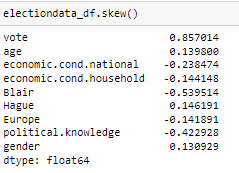 electiondata_df.skew()
vote 0.857014
age 0.139800
economic.cond.national -0.238474
economic.cond.household -0.144148
Blair -0.539514
Hague 0.146191
Europe -0.141891
political.knowledge -0.422928
gender 0.130929
dtype: float64